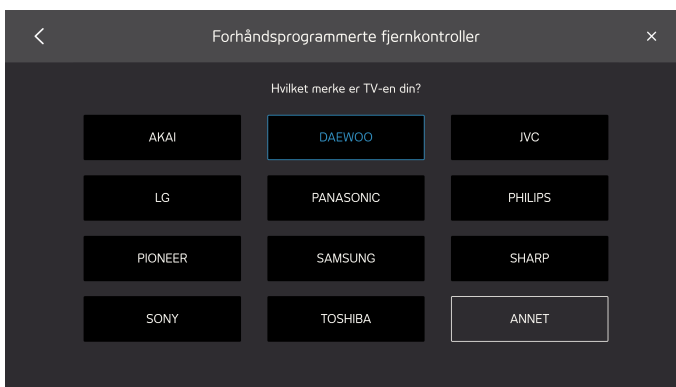 Forhåndsprogrammerte fjernkontroller
Hvilket merke er TV-en din?
AKAI
DAEWOO
JVC
LG
PANASONIC
PHILIPS
PIONEER
SAMSUNG
SHARP
SONY
TOSHIBA
ANNET